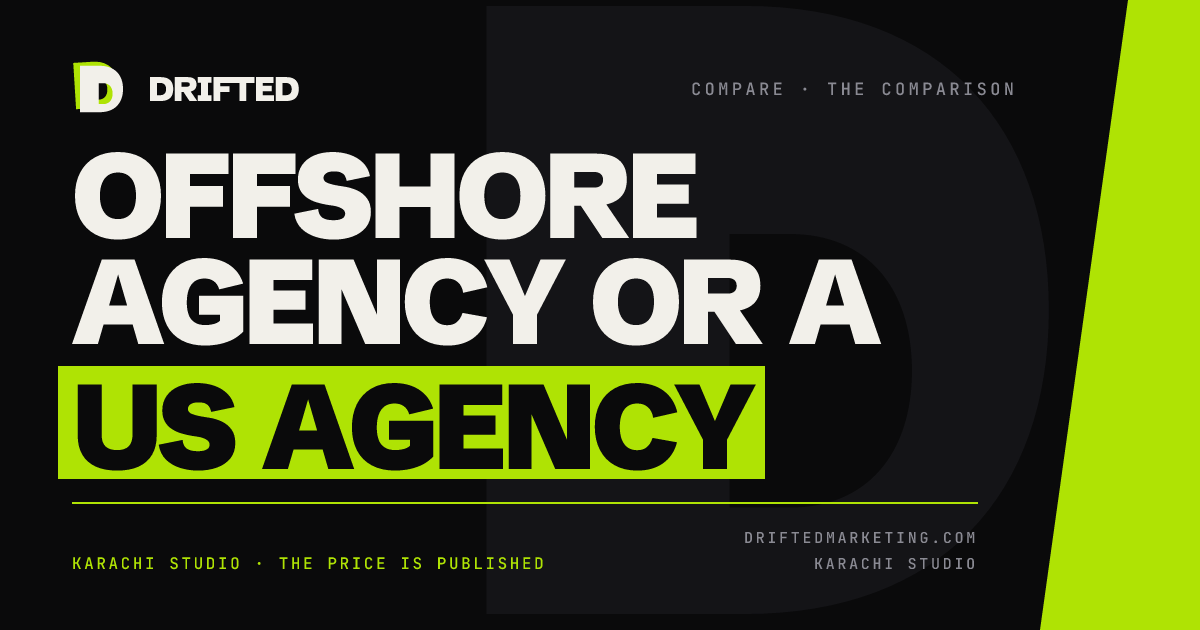 D DRIFTED
COMPARE · THE COMPARISON
OFFSHORE
AGENCY OR A
US AGENCY
DRIFTEDMARKETING.COM
KARACHI STUDIO · THE PRICE IS PUBLISHED
KARACHI STUDIO